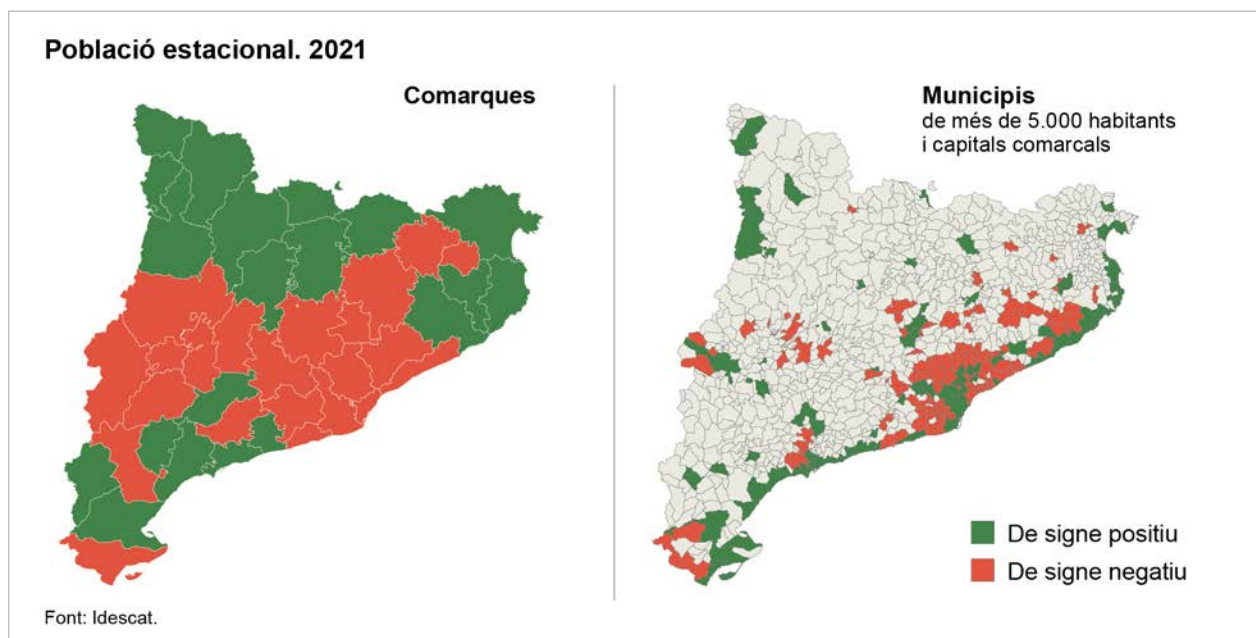 Població estacional. 2021
Comarques
Municipis
de més de 5.000 habitants
i capitals comarcals
De signe positiu
De signe negatiu
Font: Idescat.